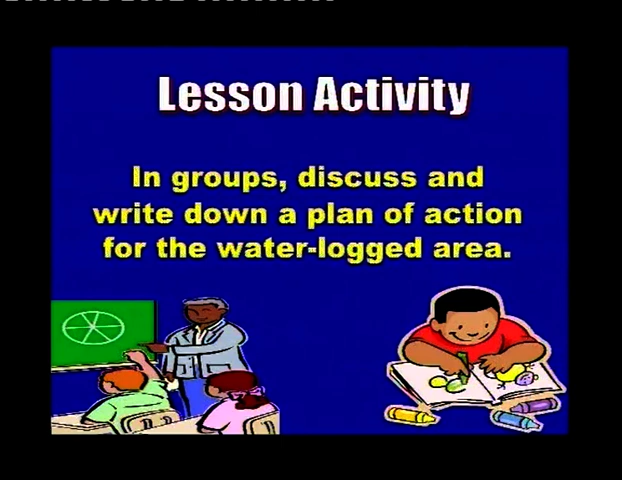 Lesson Activity
In groups, discuss and
write down a plan of action
for the water-logged area.